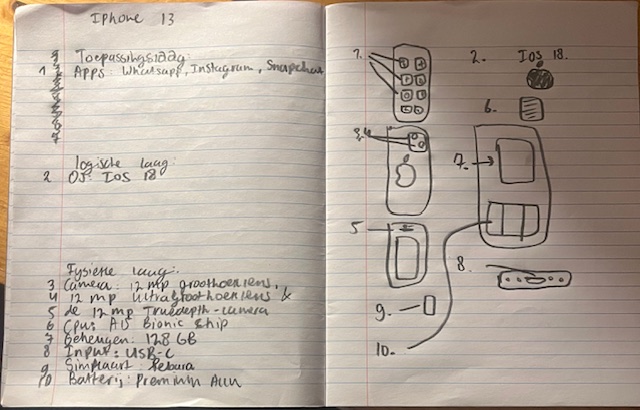 Iphone 13
Toepassingslaag:
1 Apps: Whatsapp, Instagram, Snapchat
logische laag:
2 OS: IOS 18
Fysieke laag:
3 Camera: 12 mp groothoeklens,
4 12 mp Ultragroothoeklens &
5 de 12 mp Truedepth-camera
6 Cpu: A15 Bionic chip
7 Geheugen: 128 GB
8 Input: USB-C
9 Simkaart:
10 Batterij: Premium
1.
2. IOS 18.
3.4
5
6.
7.
8.
9.
10.